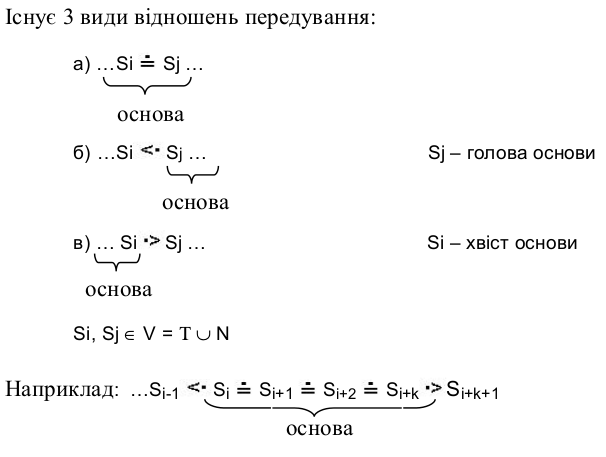 Існує 3 види відношень передування:
а) …Si ≐ Sj …
основа
б) …Si <· Sj … Sj – голова основи
основа
в) … Si ·> Sj … Si – хвіст основи
основа
Si, Sj ∈ V = T ∪ N
Наприклад: …Si-1 <· Si ≐ Si+1 ≐ Si+2 ≐ Si+k ·> Si+k+1
основа